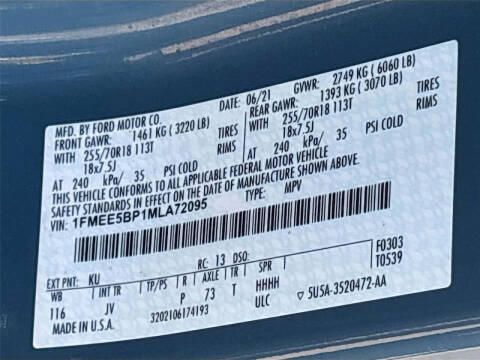 MFD. BY FORD MOTOR CO.
DATE: 06/21 GVWR: 2749 KG (6060 LB)
FRONT GAWR: 1461 KG (3220 LB) REAR GAWR: 1393 KG (3070 LB)
WITH 255/70R18 113T TIRES WITH 255/70R18 113T TIRES
18x7.5J RIMS 18x7.5J RIMS
AT 240 kPa/ 35 PSI COLD AT 240 kPa/ 35 PSI COLD
THIS VEHICLE CONFORMS TO ALL APPLICABLE FEDERAL MOTOR VEHICLE
SAFETY STANDARDS IN EFFECT ON THE DATE OF MANUFACTURE SHOWN ABOVE.
VIN: 1FMEE5BP1MLA72095 TYPE: MPV
F0303
T0539
EXT PNT: KU RC: 13 DSO:
WB INT TR TP/PS R AXLE TR SPR
116 JV P 73 T HHHH
ULC
MADE IN U.S.A. 3202106174193 5U5A-3520472-AA